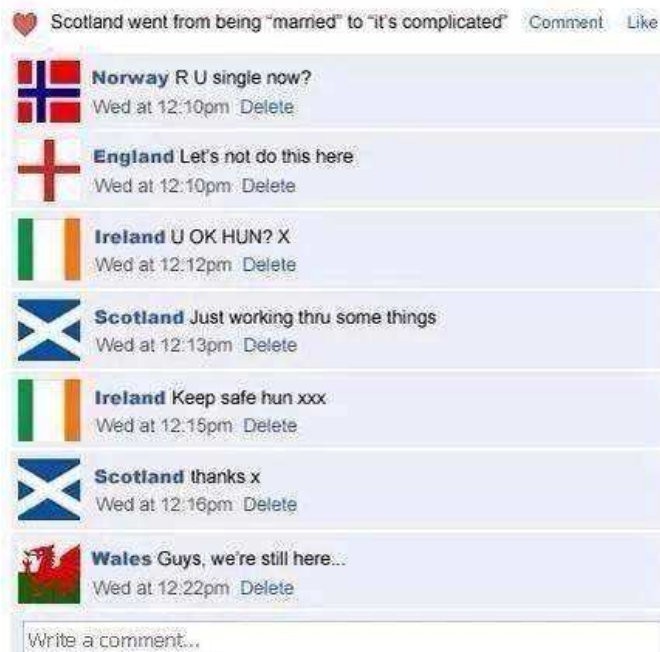 Scotland went from being "married" to "it's complicated" Comment Like
Norway R U single now?
Wed at 12:10pm Delete
England Let's not do this here
Wed at 12:10pm Delete
Ireland U OK HUN? X
Wed at 12:12pm Delete
Scotland Just working thru some things
Wed at 12:13pm Delete
Ireland Keep safe hun xxx
Wed at 12:15pm Delete
Scotland thanks x
Wed at 12:16pm Delete
Wales Guys, we're still here...
Wed at 12:22pm Delete
Write a comment...